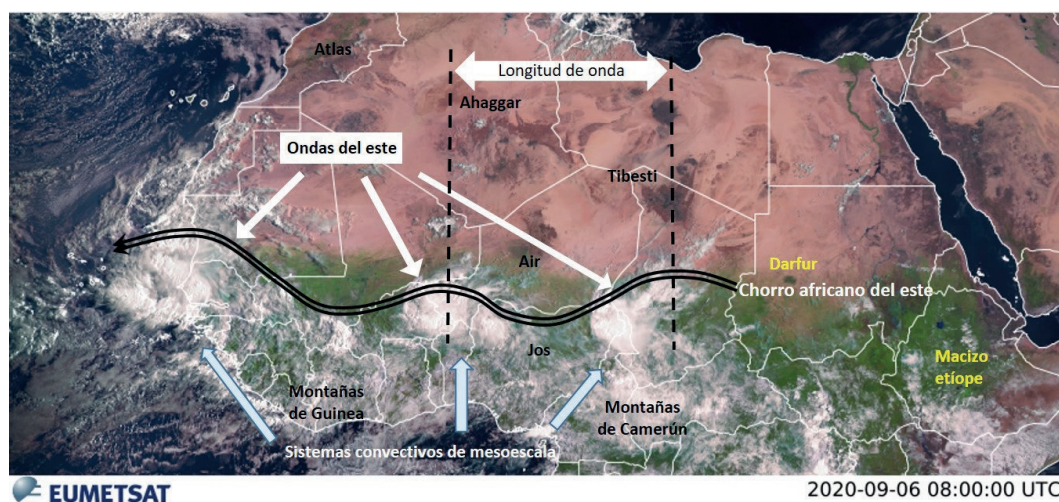 Atlas
Longitud de onda
Ahaggar
Ondas del este
Tibesti
Air
Darfur
Chorro africano del este
Jos
Macizo
etíope
Montañas
de Guinea
Montañas
de Camerún
Sistemas convectivos de mesoescala
EUMETSAT
2020-09-06 08:00:00 UTC